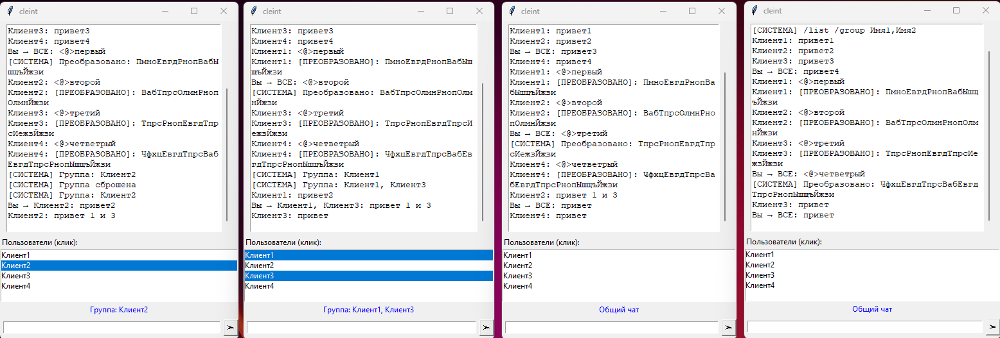 cleint
Клиент3: привет3
Клиент4: привет4
Вы → ВСЕ: <@>первый
[СИСТЕМА] Преобразовано: ПмноЕвгдРнопВабЫ
шщъЙжзи
Клиент2: <@>второй
Клиент2: [ПРЕОБРАЗОВАНО]: ВабТпрсОлмнРноп
ОлмнЙжзи
Клиент3: <@>третий
Клиент3: [ПРЕОБРАЗОВАНО]: ТпрсРнопЕвгдТпр
сИежзЙжзи
Клиент4: <@>четветрый
Клиент4: [ПРЕОБРАЗОВАНО]: ЧфхцЕвгдТпрсВаб
ЕвгдТпрсРнопЫшщъЙжзи
[СИСТЕМА] Группа: Клиент2
[СИСТЕМА] Группа сброшена
[СИСТЕМА] Группа: Клиент2
Вы → Клиент2: привет2
Клиент2: привет 1 и 3
Пользователи (клик):
Клиент1
Клиент2
Клиент3
Клиент4
Группа: Клиент2
➣
cleint
Клиент3: привет3
Клиент4: привет4
Клиент1: <@>первый
Клиент1: [ПРЕОБРАЗОВАНО]: ПмноЕвгдРнопВабЫш
щъЙжзи
Вы → ВСЕ: <@>второй
[СИСТЕМА] Преобразовано: ВабТпрсОлмнРнопОлм
нЙжзи
Клиент3: <@>третий
Клиент3: [ПРЕОБРАЗОВАНО]: ТпрсРнопЕвгдТпрсИ
ежзЙжзи
Клиент4: <@>четветрый
Клиент4: [ПРЕОБРАЗОВАНО]: ЧфхцЕвгдТпрсВабЕв
гдТпрсРнопЫшщъЙжзи
[СИСТЕМА] Группа: Клиент1
[СИСТЕМА] Группа: Клиент1, Клиент3
Клиент1: привет2
Вы → Клиент1, Клиент3: привет 1 и 3
Клиент3: привет
Пользователи (клик):
Клиент1
Клиент2
Клиент3
Клиент4
Группа: Клиент1, Клиент3
➣
cleint
Клиент1: привет1
Клиент2: привет2
Вы → ВСЕ: привет3
Клиент4: привет4
Клиент1: <@>первый
Клиент1: [ПРЕОБРАЗОВАНО]: ПмноЕвгдРнопВа
бЫшщъЙжзи
Клиент2: <@>второй
Клиент2: [ПРЕОБРАЗОВАНО]: ВабТпрсОлмнРно
пОлмнЙжзи
Вы → ВСЕ: <@>третий
[СИСТЕМА] Преобразовано: ТпрсРнопЕвгдТпр
сИежзЙжзи
Клиент4: <@>четветрый
Клиент4: [ПРЕОБРАЗОВАНО]: ЧфхцЕвгдТпрсВа
бЕвгдТпрсРнопЫшщъЙжзи
Клиент2: привет 1 и 3
Вы → ВСЕ: привет
Клиент4: привет
Пользователи (клик):
Клиент1
Клиент2
Клиент3
Клиент4
Общий чат
➣
cleint
[СИСТЕМА] /list /group Имя1,Имя2
Клиент1: привет1
Клиент2: привет2
Клиент3: привет3
Вы → ВСЕ: привет4
Клиент1: <@>первый
Клиент1: [ПРЕОБРАЗОВАНО]: ПмноЕвгдРнопВабЫшщ
ъЙжзи
Клиент2: <@>второй
Клиент2: [ПРЕОБРАЗОВАНО]: ВабТпрсОлмнРнопОлм
нЙжзи
Клиент3: <@>третий
Клиент3: [ПРЕОБРАЗОВАНО]: ТпрсРнопЕвгдТпрсИе
жзЙжзи
Вы → ВСЕ: <@>четветрый
[СИСТЕМА] Преобразовано: ЧфхцЕвгдТпрсВабЕвгд
ТпрсРнопЫшщъЙжзи
Клиент3: привет
Вы → ВСЕ: привет
Пользователи (клик):
Клиент1
Клиент2
Клиент3
Клиент4
Общий чат
➣